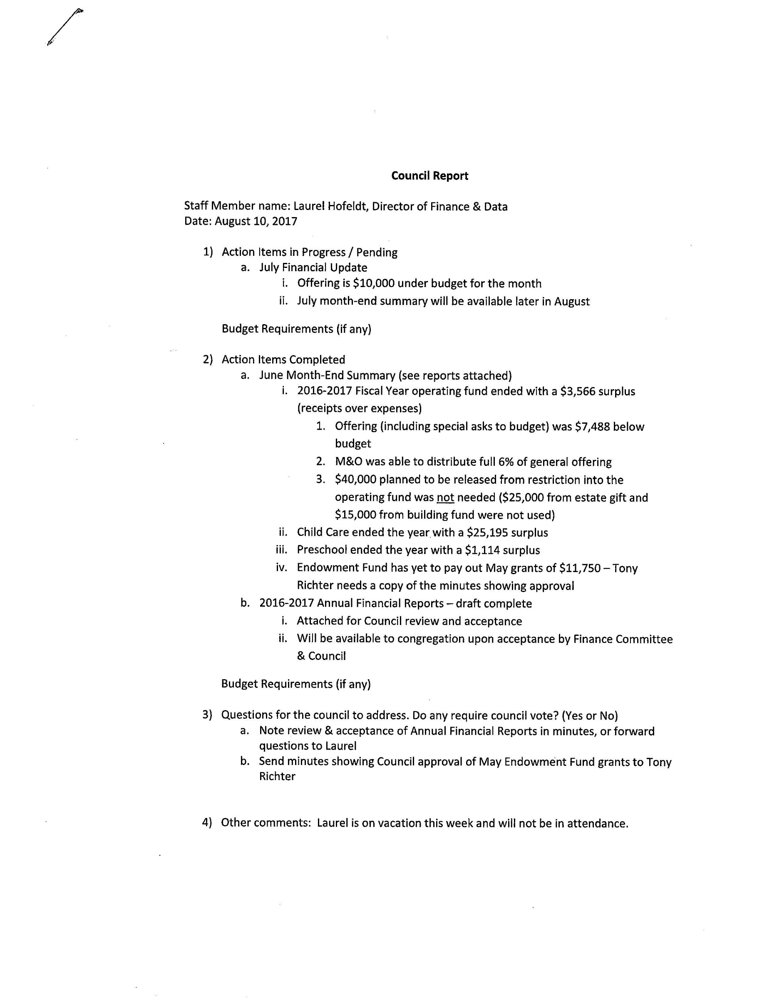 Council Report
Staff Member name: Laurel Hofeldt, Director of Finance & Data
Date: August 10, 2017
1) Action Items in Progress / Pending
a. July Financial Update
i. Offering is $10,000 under budget for the month
ii. July month-end summary will be available later in August
Budget Requirements (if any)
2) Action Items Completed
a. June Month-End Summary (see reports attached)
i. 2016-2017 Fiscal Year operating fund ended with a $3,566 surplus
(receipts over expenses)
1. Offering (including special asks to budget) was $7,488 below
budget
2. M&O was able to distribute full 6% of general offering
3. $40,000 planned to be released from restriction into the
operating fund was not needed ($25,000 from estate gift and
$15,000 from building fund were not used)
ii. Child Care ended the year with a $25,195 surplus
iii. Preschool ended the year with a $1,114 surplus
iv. Endowment Fund has yet to pay out May grants of $11,750 – Tony
Richter needs a copy of the minutes showing approval
b. 2016-2017 Annual Financial Reports – draft complete
i. Attached for Council review and acceptance
ii. Will be available to congregation upon acceptance by Finance Committee
& Council
Budget Requirements (if any)
3) Questions for the council to address. Do any require council vote? (Yes or No)
a. Note review & acceptance of Annual Financial Reports in minutes, or forward
questions to Laurel
b. Send minutes showing Council approval of May Endowment Fund grants to Tony
Richter
4) Other comments: Laurel is on vacation this week and will not be in attendance.